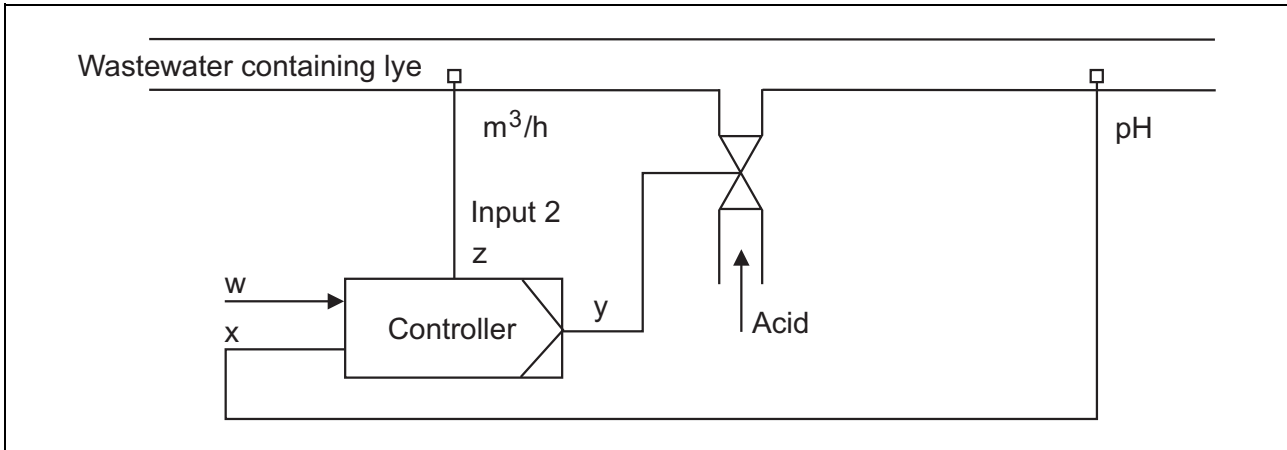 Wastewater containing lye
m³/h
pH
Input 2
z
w
x
Controller
y
Acid